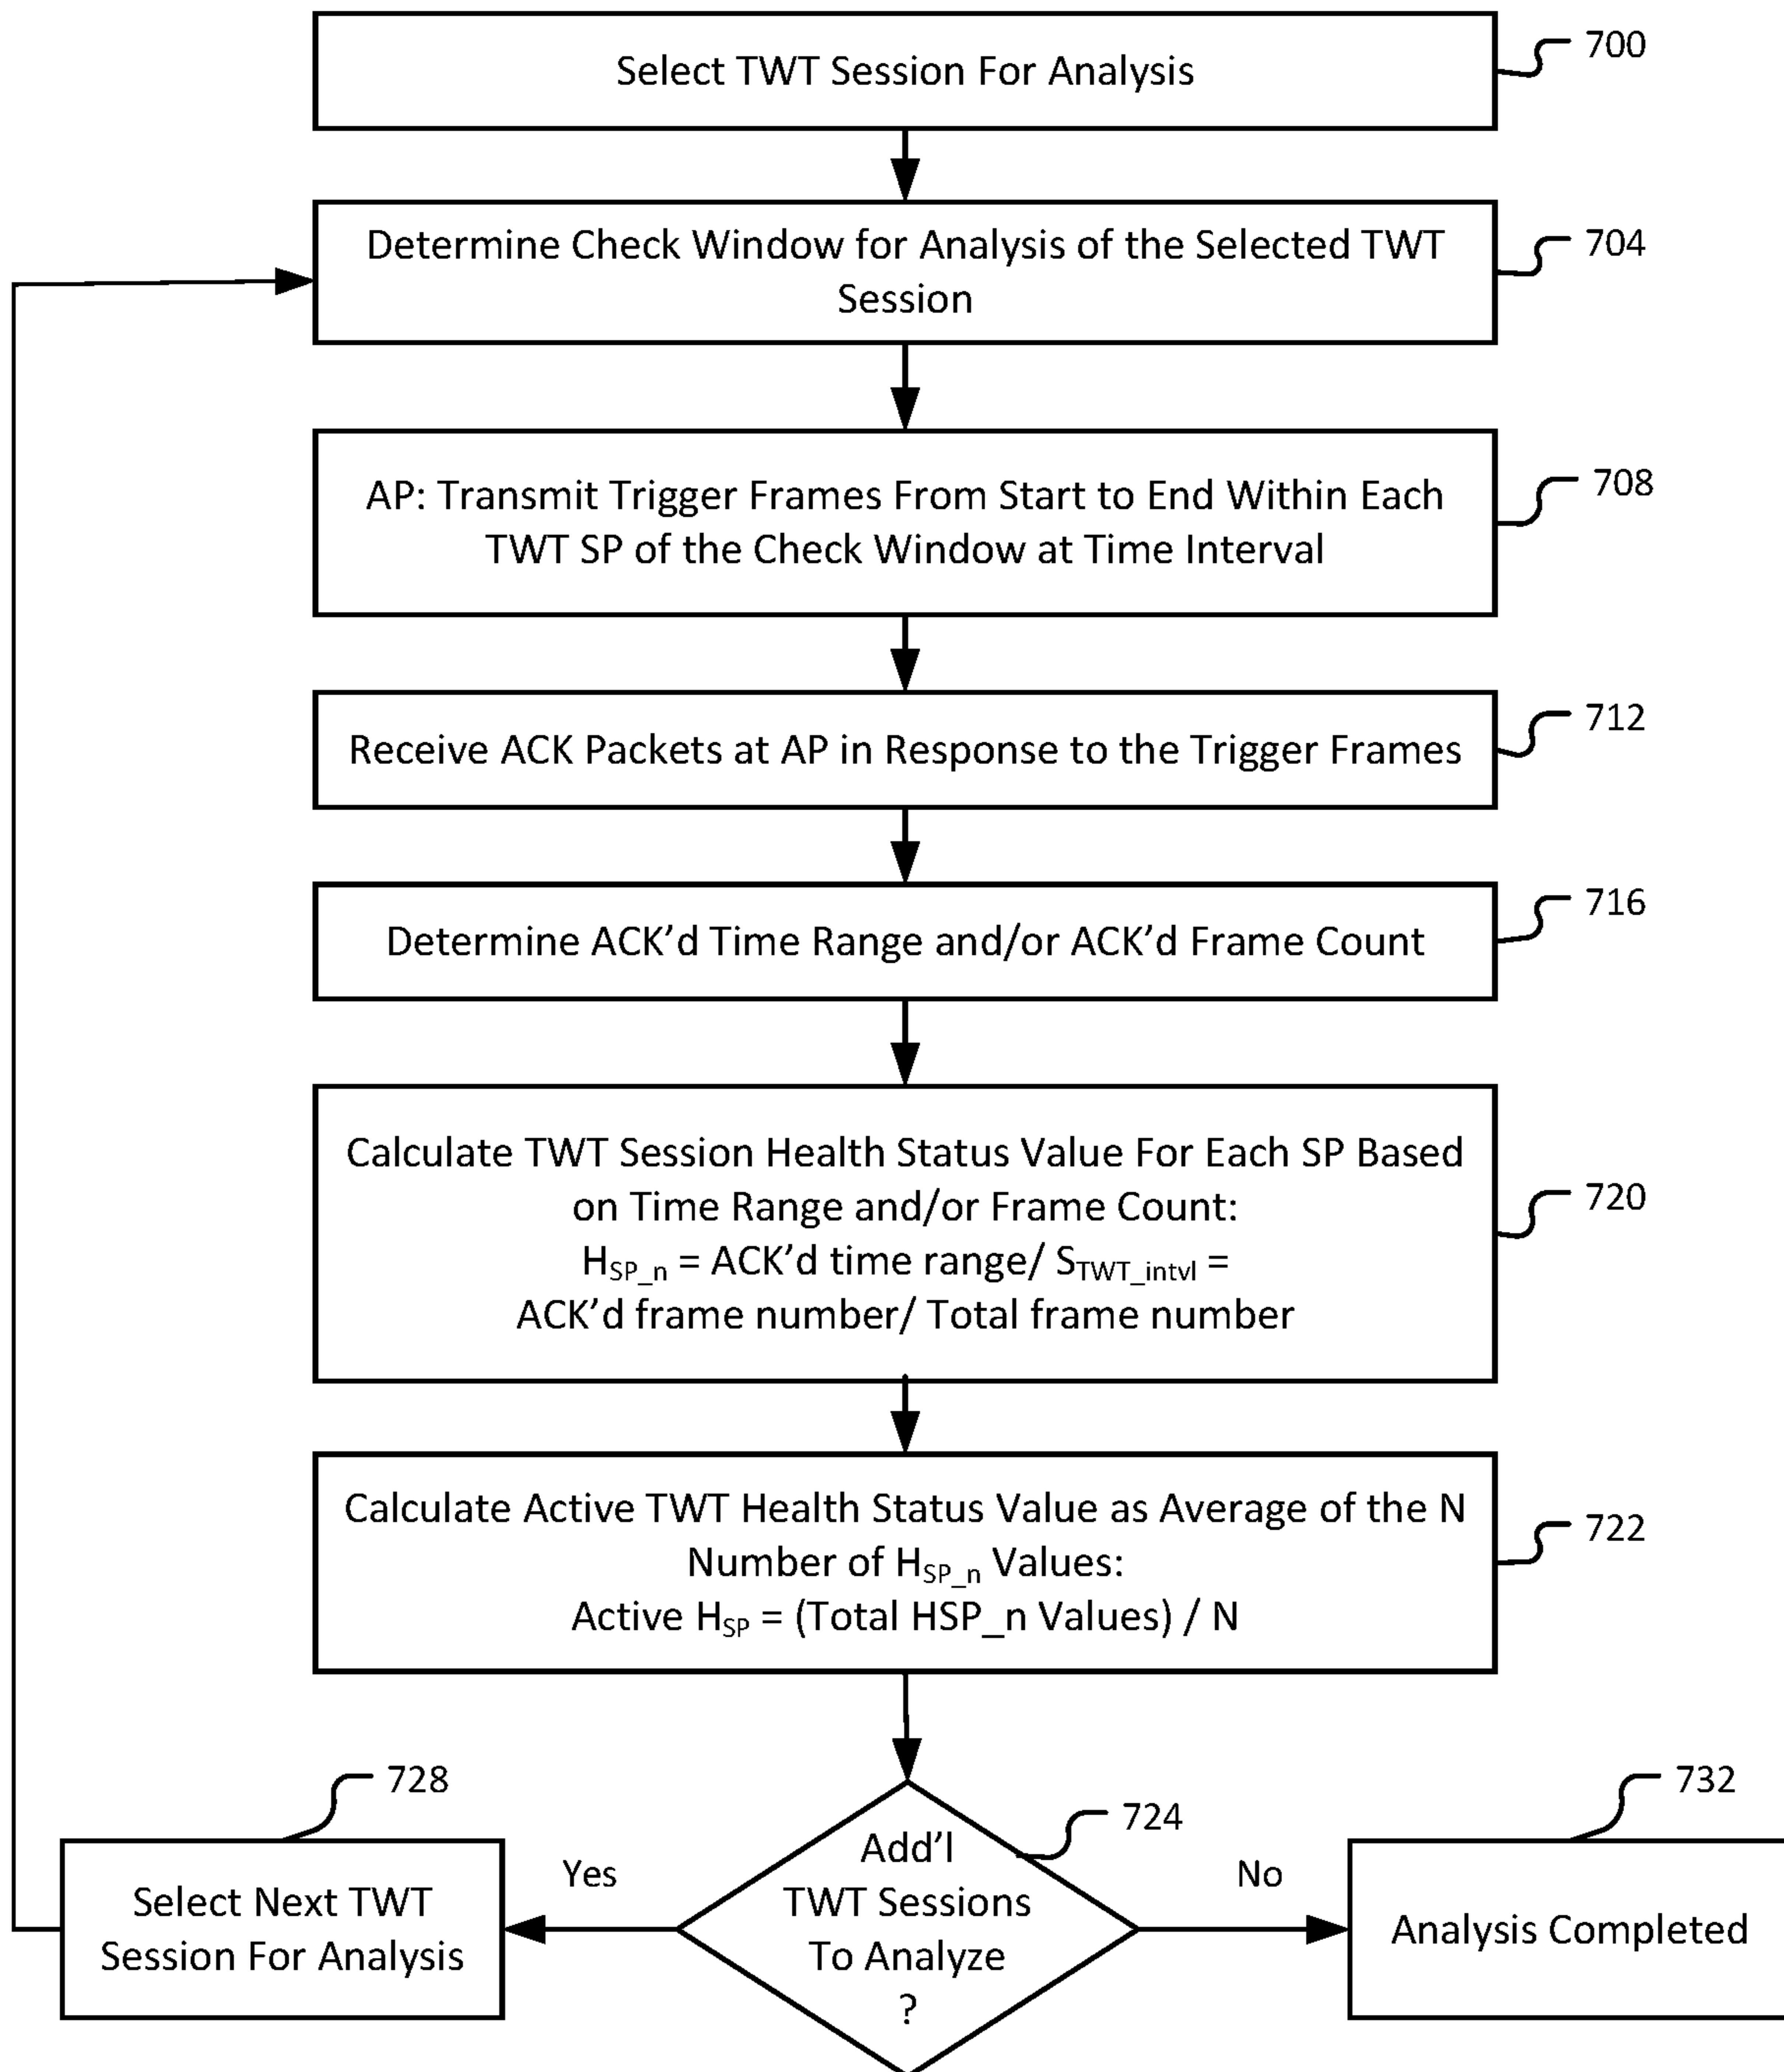 Select TWT Session For Analysis
700
Determine Check Window for Analysis of the Selected TWT
Session
704
AP: Transmit Trigger Frames From Start to End Within Each
TWT SP of the Check Window at Time Interval
708
Receive ACK Packets at AP in Response to the Trigger Frames
712
Determine ACK’d Time Range and/or ACK’d Frame Count
716
Calculate TWT Session Health Status Value For Each SP Based
on Time Range and/or Frame Count:
H_SP_n = ACK’d time range/ S_TWT_intvl =
ACK’d frame number/ Total frame number
720
Calculate Active TWT Health Status Value as Average of the N
Number of H_SP_n Values:
Active H_SP = (Total HSP_n Values) / N
722
Add’l
TWT Sessions
To Analyze
?
724
Yes
Select Next TWT
Session For Analysis
728
No
Analysis Completed
732